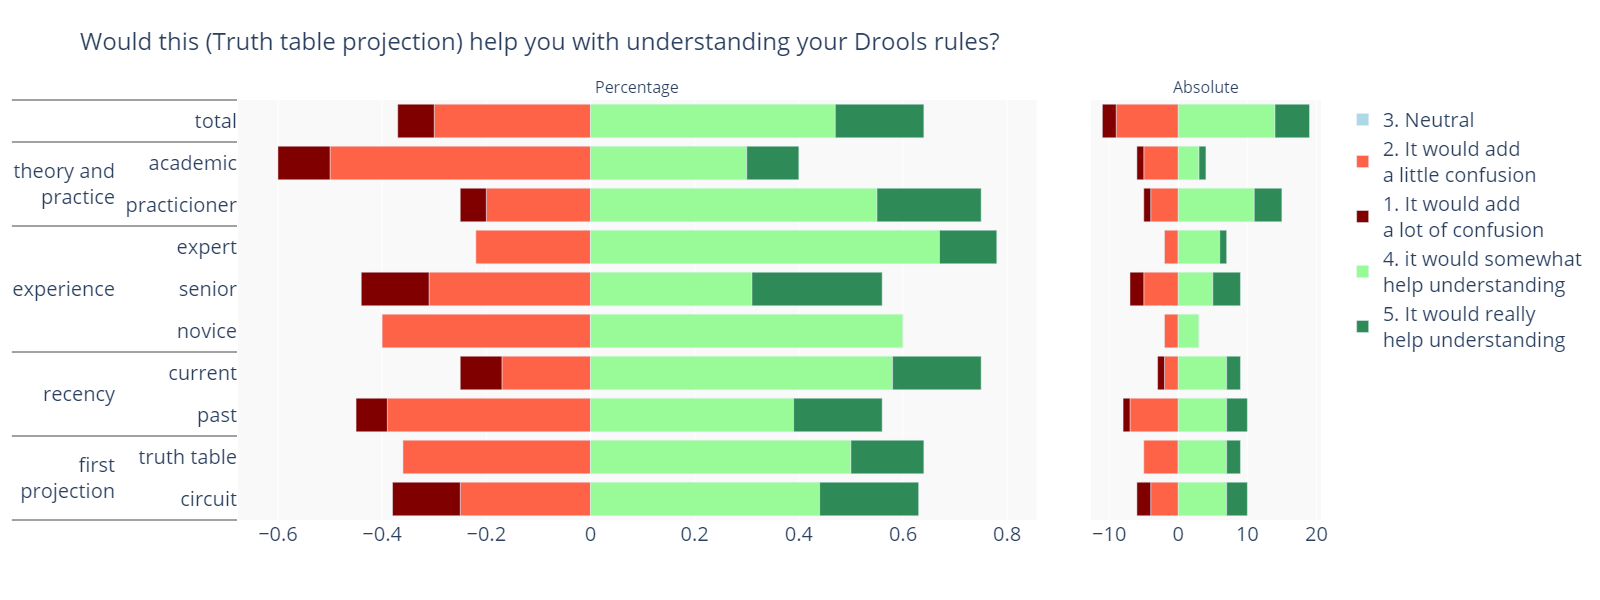 Would this (Truth table projection) help you with understanding your Drools rules?
Percentage
Absolute
total
theory and
practice
academic
practicioner
experience
expert
senior
novice
recency
current
past
first
projection
truth table
circuit
−0.6
−0.4
−0.2
0
0.2
0.4
0.6
0.8
−10
0
10
20
3. Neutral
2. It would add
a little confusion
1. It would add
a lot of confusion
4. it would somewhat
help understanding
5. It would really
help understanding